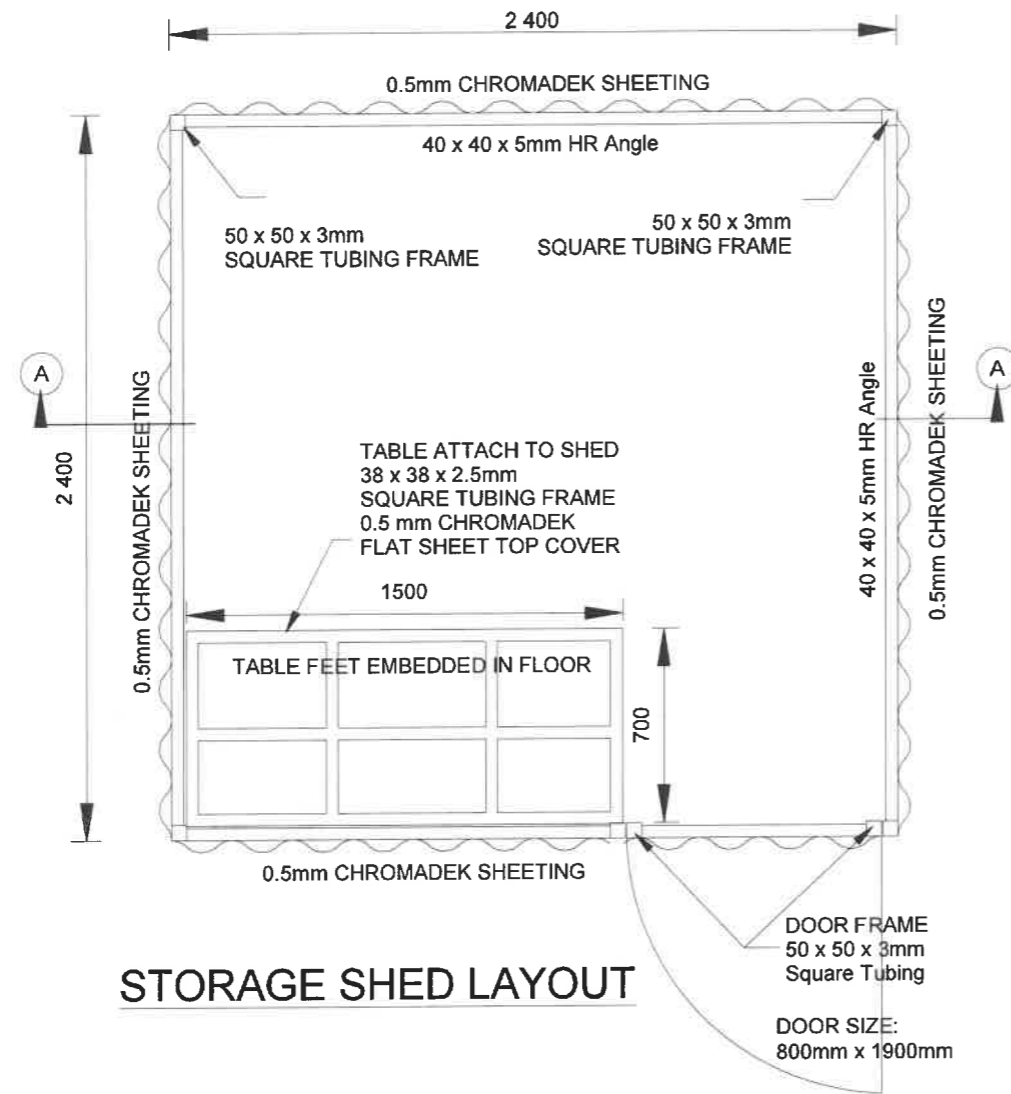 2 400
0.5mm CHROMADEK SHEETING
40 x 40 x 5mm HR Angle
50 x 50 x 3mm
SQUARE TUBING FRAME
50 x 50 x 3mm
SQUARE TUBING FRAME
A
A
2 400
0.5mm CHROMADEK SHEETING
40 x 40 x 5mm HR Angle
0.5mm CHROMADEK SHEETING
TABLE ATTACH TO SHED
38 x 38 x 2.5mm
SQUARE TUBING FRAME
0.5 mm CHROMADEK
FLAT SHEET TOP COVER
1500
TABLE FEET EMBEDDED IN FLOOR
700
0.5mm CHROMADEK SHEETING
DOOR FRAME
50 x 50 x 3mm
Square Tubing
STORAGE SHED LAYOUT
DOOR SIZE:
800mm x 1900mm